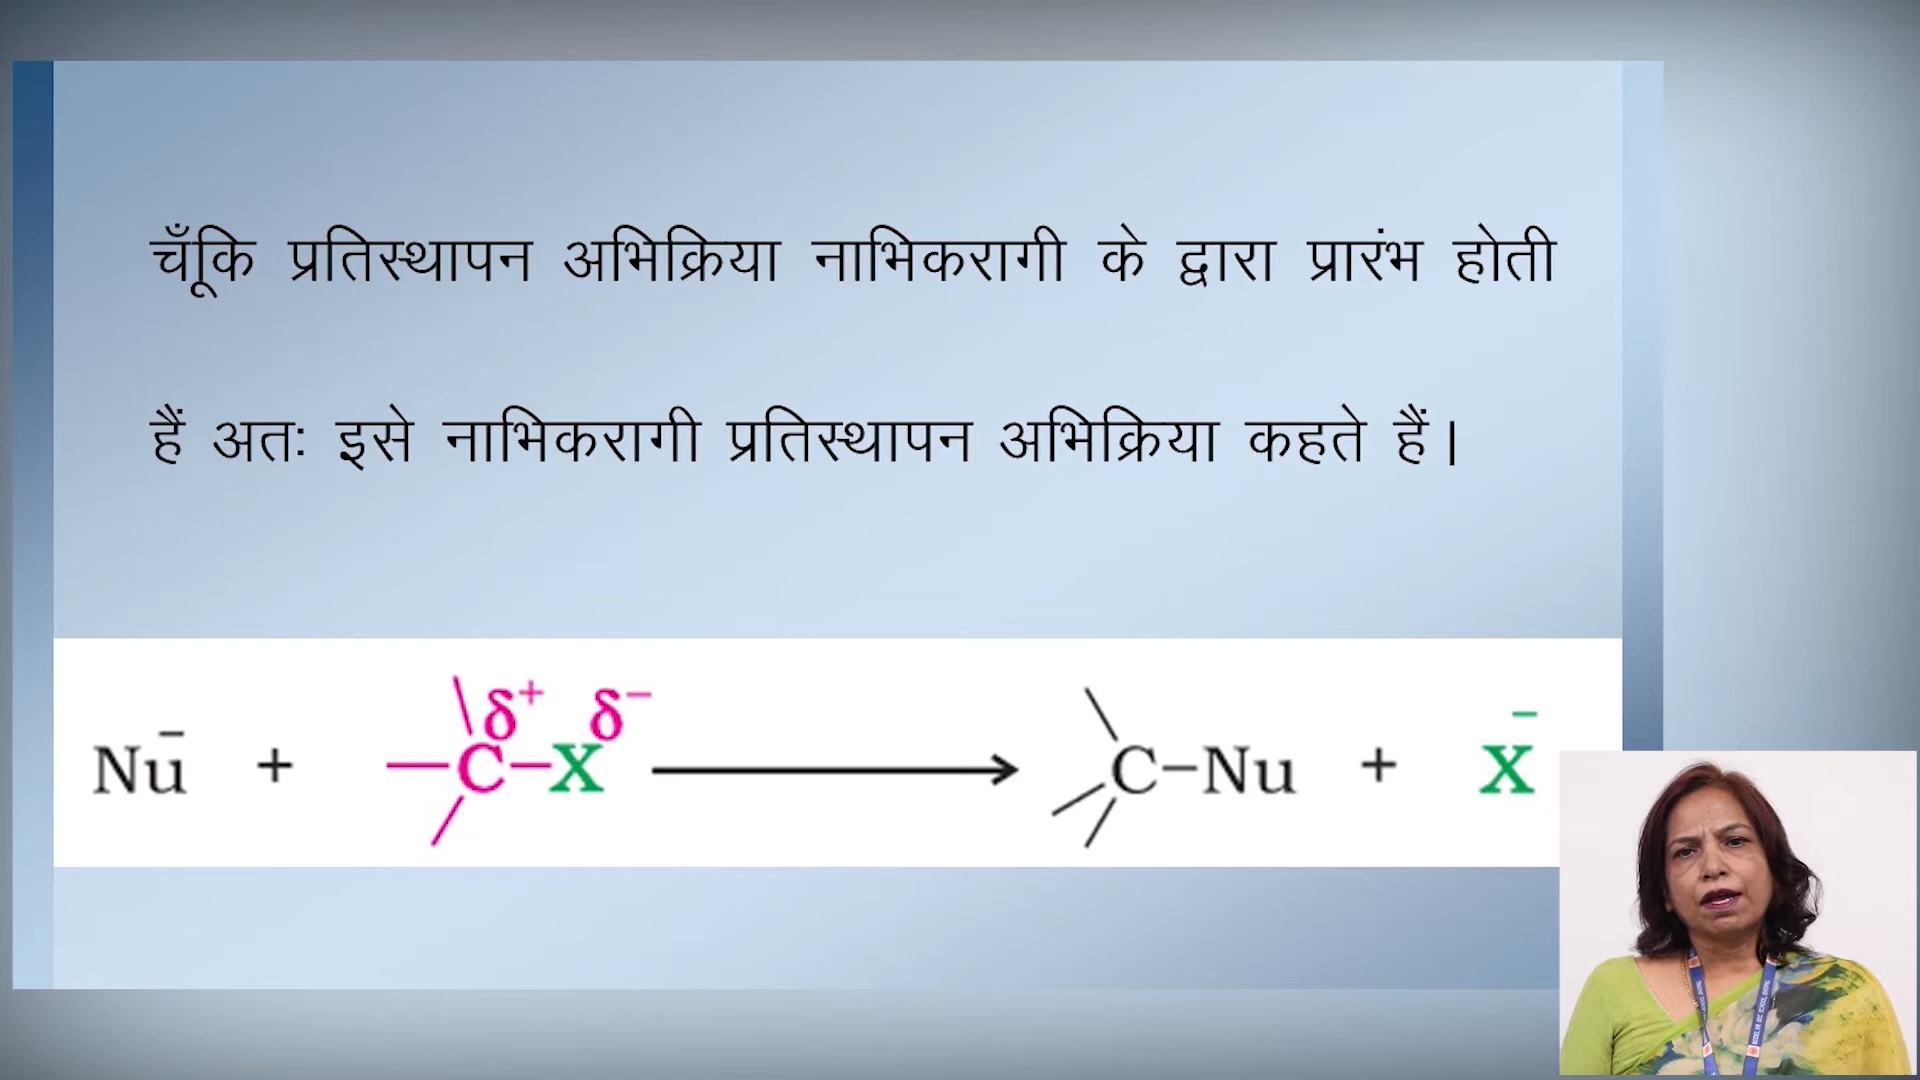 चूँकि प्रतिस्थापन अभिक्रिया नाभिकरागी के द्वारा प्रारंभ होती
हैं अतः इसे नाभिकरागी प्रतिस्थापन अभिक्रिया कहते हैं।
Nu⁻ + —C^δ+—X^δ− ⟶ C−Nu + X⁻